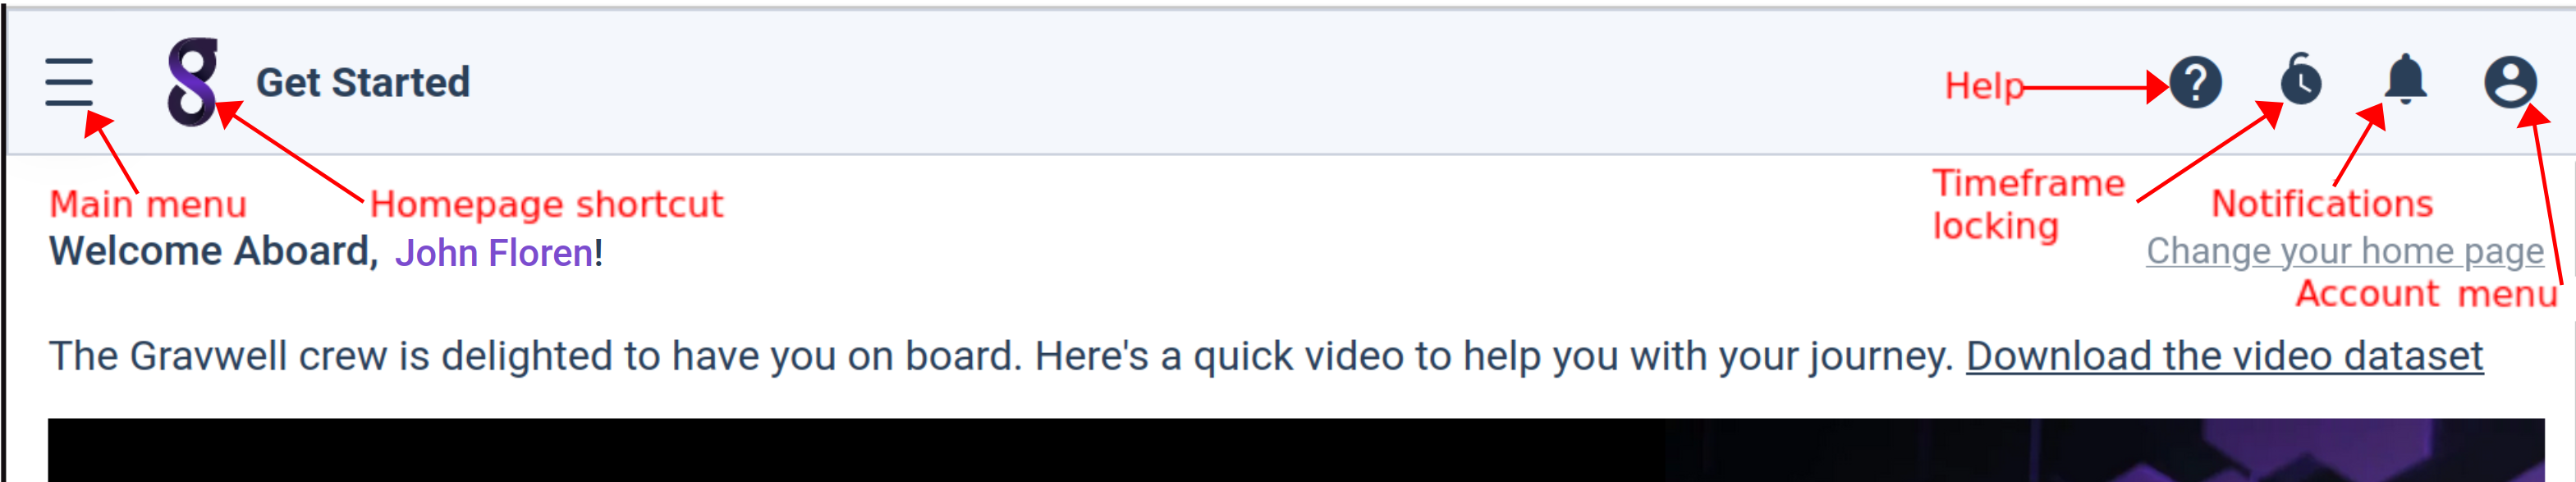 Get Started
Help
Main menu
Homepage shortcut
Timeframe
locking
Notifications
Welcome Aboard, John Floren!
Change your home page
Account menu
The Gravwell crew is delighted to have you on board. Here's a quick video to help you with your journey. Download the video dataset